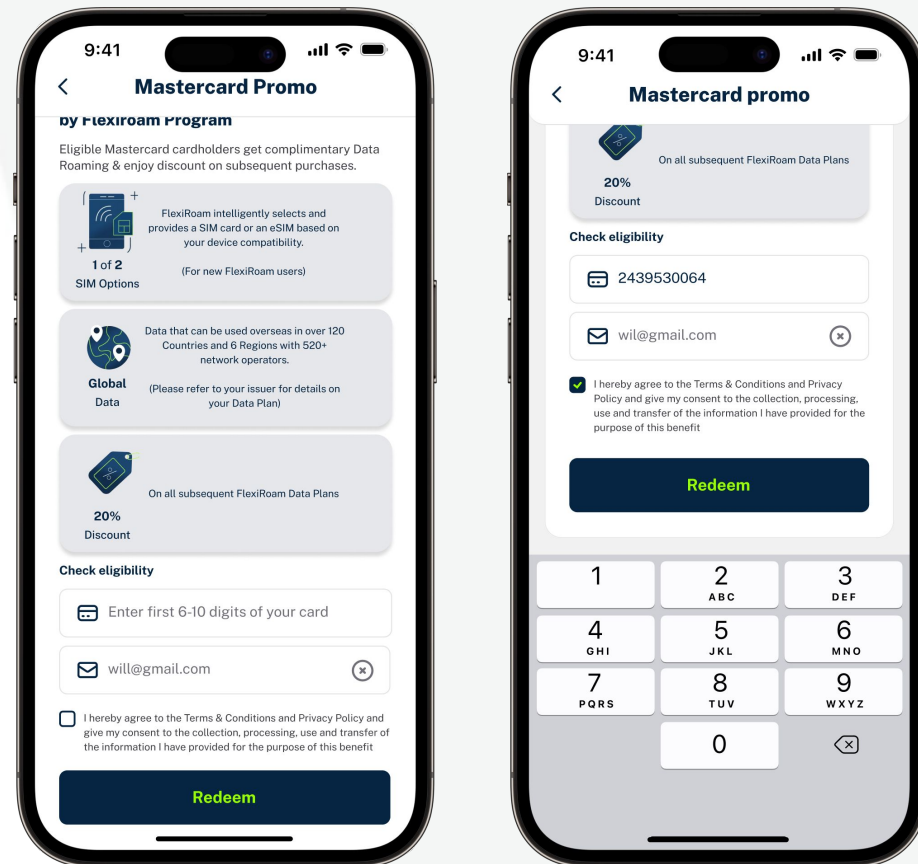 9:41
Mastercard Promo
by Flexiroam Program
Eligible Mastercard cardholders get complimentary Data
Roaming & enjoy discount on subsequent purchases.
1 of 2
SIM Options
FlexiRoam intelligently selects and
provides a SIM card or an eSIM based on
your device compatibility.
(For new FlexiRoam users)
Global
Data
Data that can be used overseas in over 120
Countries and 6 Regions with 520+
network operators.
(Please refer to your issuer for details on
your Data Plan)
20%
Discount
On all subsequent FlexiRoam Data Plans
Check eligibility
Enter first 6-10 digits of your card
will@gmail.com
I hereby agree to the Terms & Conditions and Privacy Policy and
give my consent to the collection, processing, use and transfer of
the information I have provided for the purpose of this benefit
Redeem
9:41
Mastercard promo
On all subsequent FlexiRoam Data Plans
20%
Discount
Check eligibility
2439530064
wil@gmail.com
I hereby agree to the Terms & Conditions and Privacy
Policy and give my consent to the collection, processing,
use and transfer of the information I have provided for the
purpose of this benefit
Redeem
1 2 3
ABC DEF
4 5 6
GHI JKL MNO
7 8 9
PQRS TUV WXYZ
0